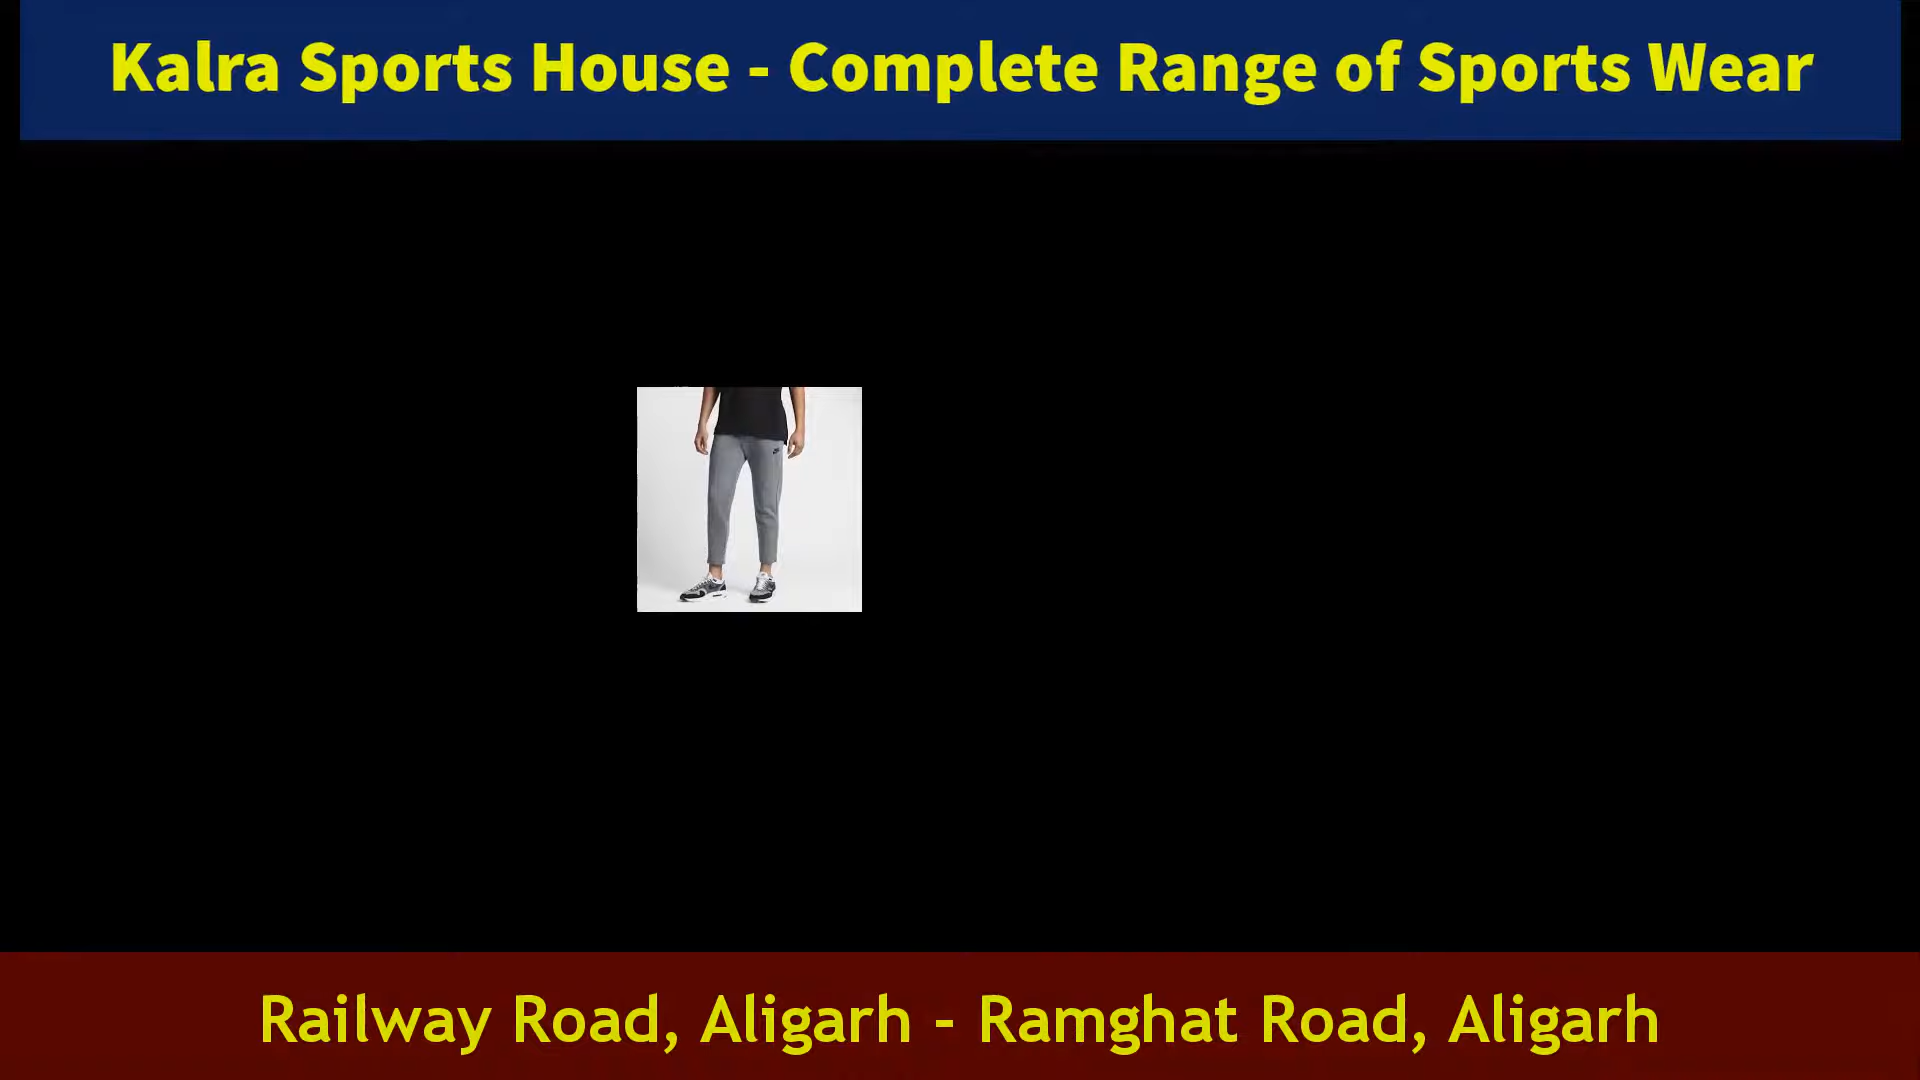 Kalra Sports House - Complete Range of Sports Wear
Railway Road, Aligarh - Ramghat Road, Aligarh